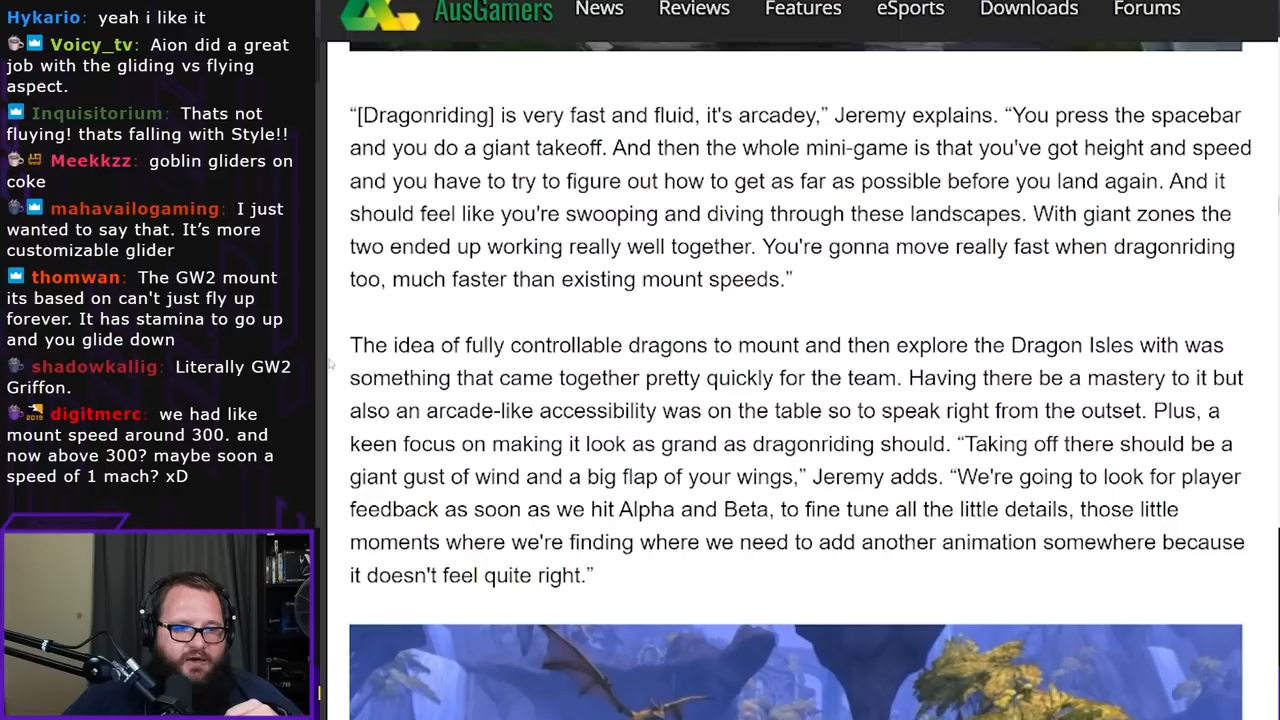 Hykario: yeah i like it
Voicy_tv: Aion did a great
job with the gliding vs flying
aspect.
Inquisitorium: Thats not
fluying! thats falling with Style!!
Meekkzz: goblin gliders on
coke
mahavailogaming: I just
wanted to say that. It's more
customizable glider
thomwan: The GW2 mount
its based on can't just fly up
forever. It has stamina to go up
and you glide down
shadowkallig: Literally GW2
Griffon.
digitmerc: we had like
mount speed around 300. and
now above 300? maybe soon a
speed of 1 mach? xD
AusGamers News Reviews Features eSports Downloads Forums
“[Dragonriding] is very fast and fluid, it's arcadey,” Jeremy explains. “You press the spacebar
and you do a giant takeoff. And then the whole mini-game is that you've got height and speed
and you have to try to figure out how to get as far as possible before you land again. And it
should feel like you're swooping and diving through these landscapes. With giant zones the
two ended up working really well together. You're gonna move really fast when dragonriding
too, much faster than existing mount speeds.”
The idea of fully controllable dragons to mount and then explore the Dragon Isles with was
something that came together pretty quickly for the team. Having there be a mastery to it but
also an arcade-like accessibility was on the table so to speak right from the outset. Plus, a
keen focus on making it look as grand as dragonriding should. “Taking off there should be a
giant gust of wind and a big flap of your wings,” Jeremy adds. “We're going to look for player
feedback as soon as we hit Alpha and Beta, to fine tune all the little details, those little
moments where we're finding where we need to add another animation somewhere because
it doesn't feel quite right.”